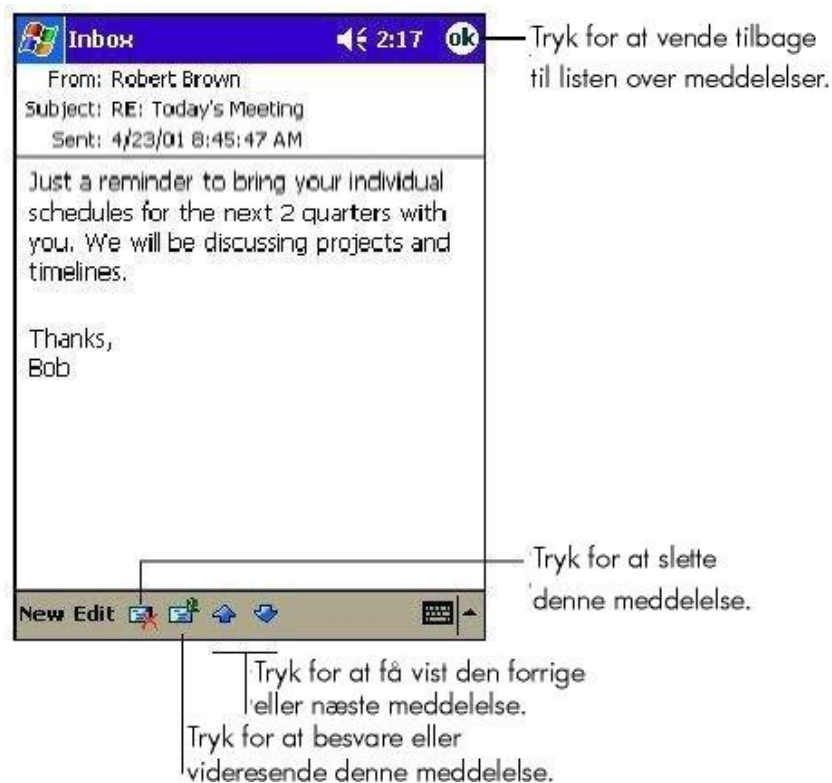 Inbox 2:17 ok
Tryk for at vende tilbage
til listen over meddelelser.
From: Robert Brown
Subject: RE: Today's Meeting
Sent: 4/23/01 8:45:47 AM
Just a reminder to bring your individual
schedules for the next 2 quarters with
you. We will be discussing projects and
timelines.
Thanks,
Bob
Tryk for at slette
denne meddelelse.
New Edit
Tryk for at få vist den forrige
eller næste meddelelse.
Tryk for at besvare eller
videresende denne meddelelse.